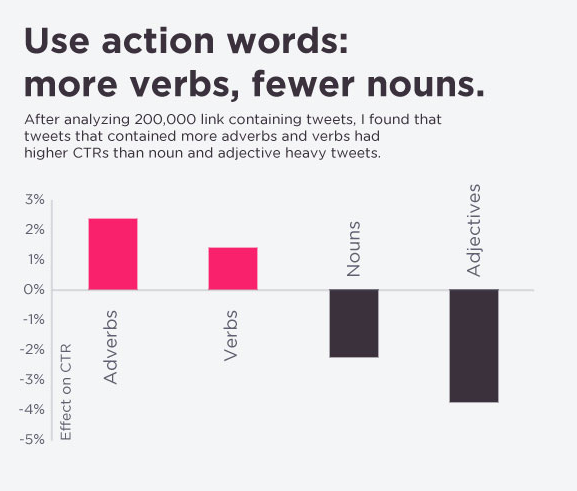 Use action words:
more verbs, fewer nouns.
After analyzing 200,000 link containing tweets, I found that
tweets that contained more adverbs and verbs had
higher CTRs than noun and adjective heavy tweets.
3%
2%
1%
0%
-1%
-2%
-3%
-4%
-5%
Effect on CTR
Adverbs
Verbs
Nouns
Adjectives